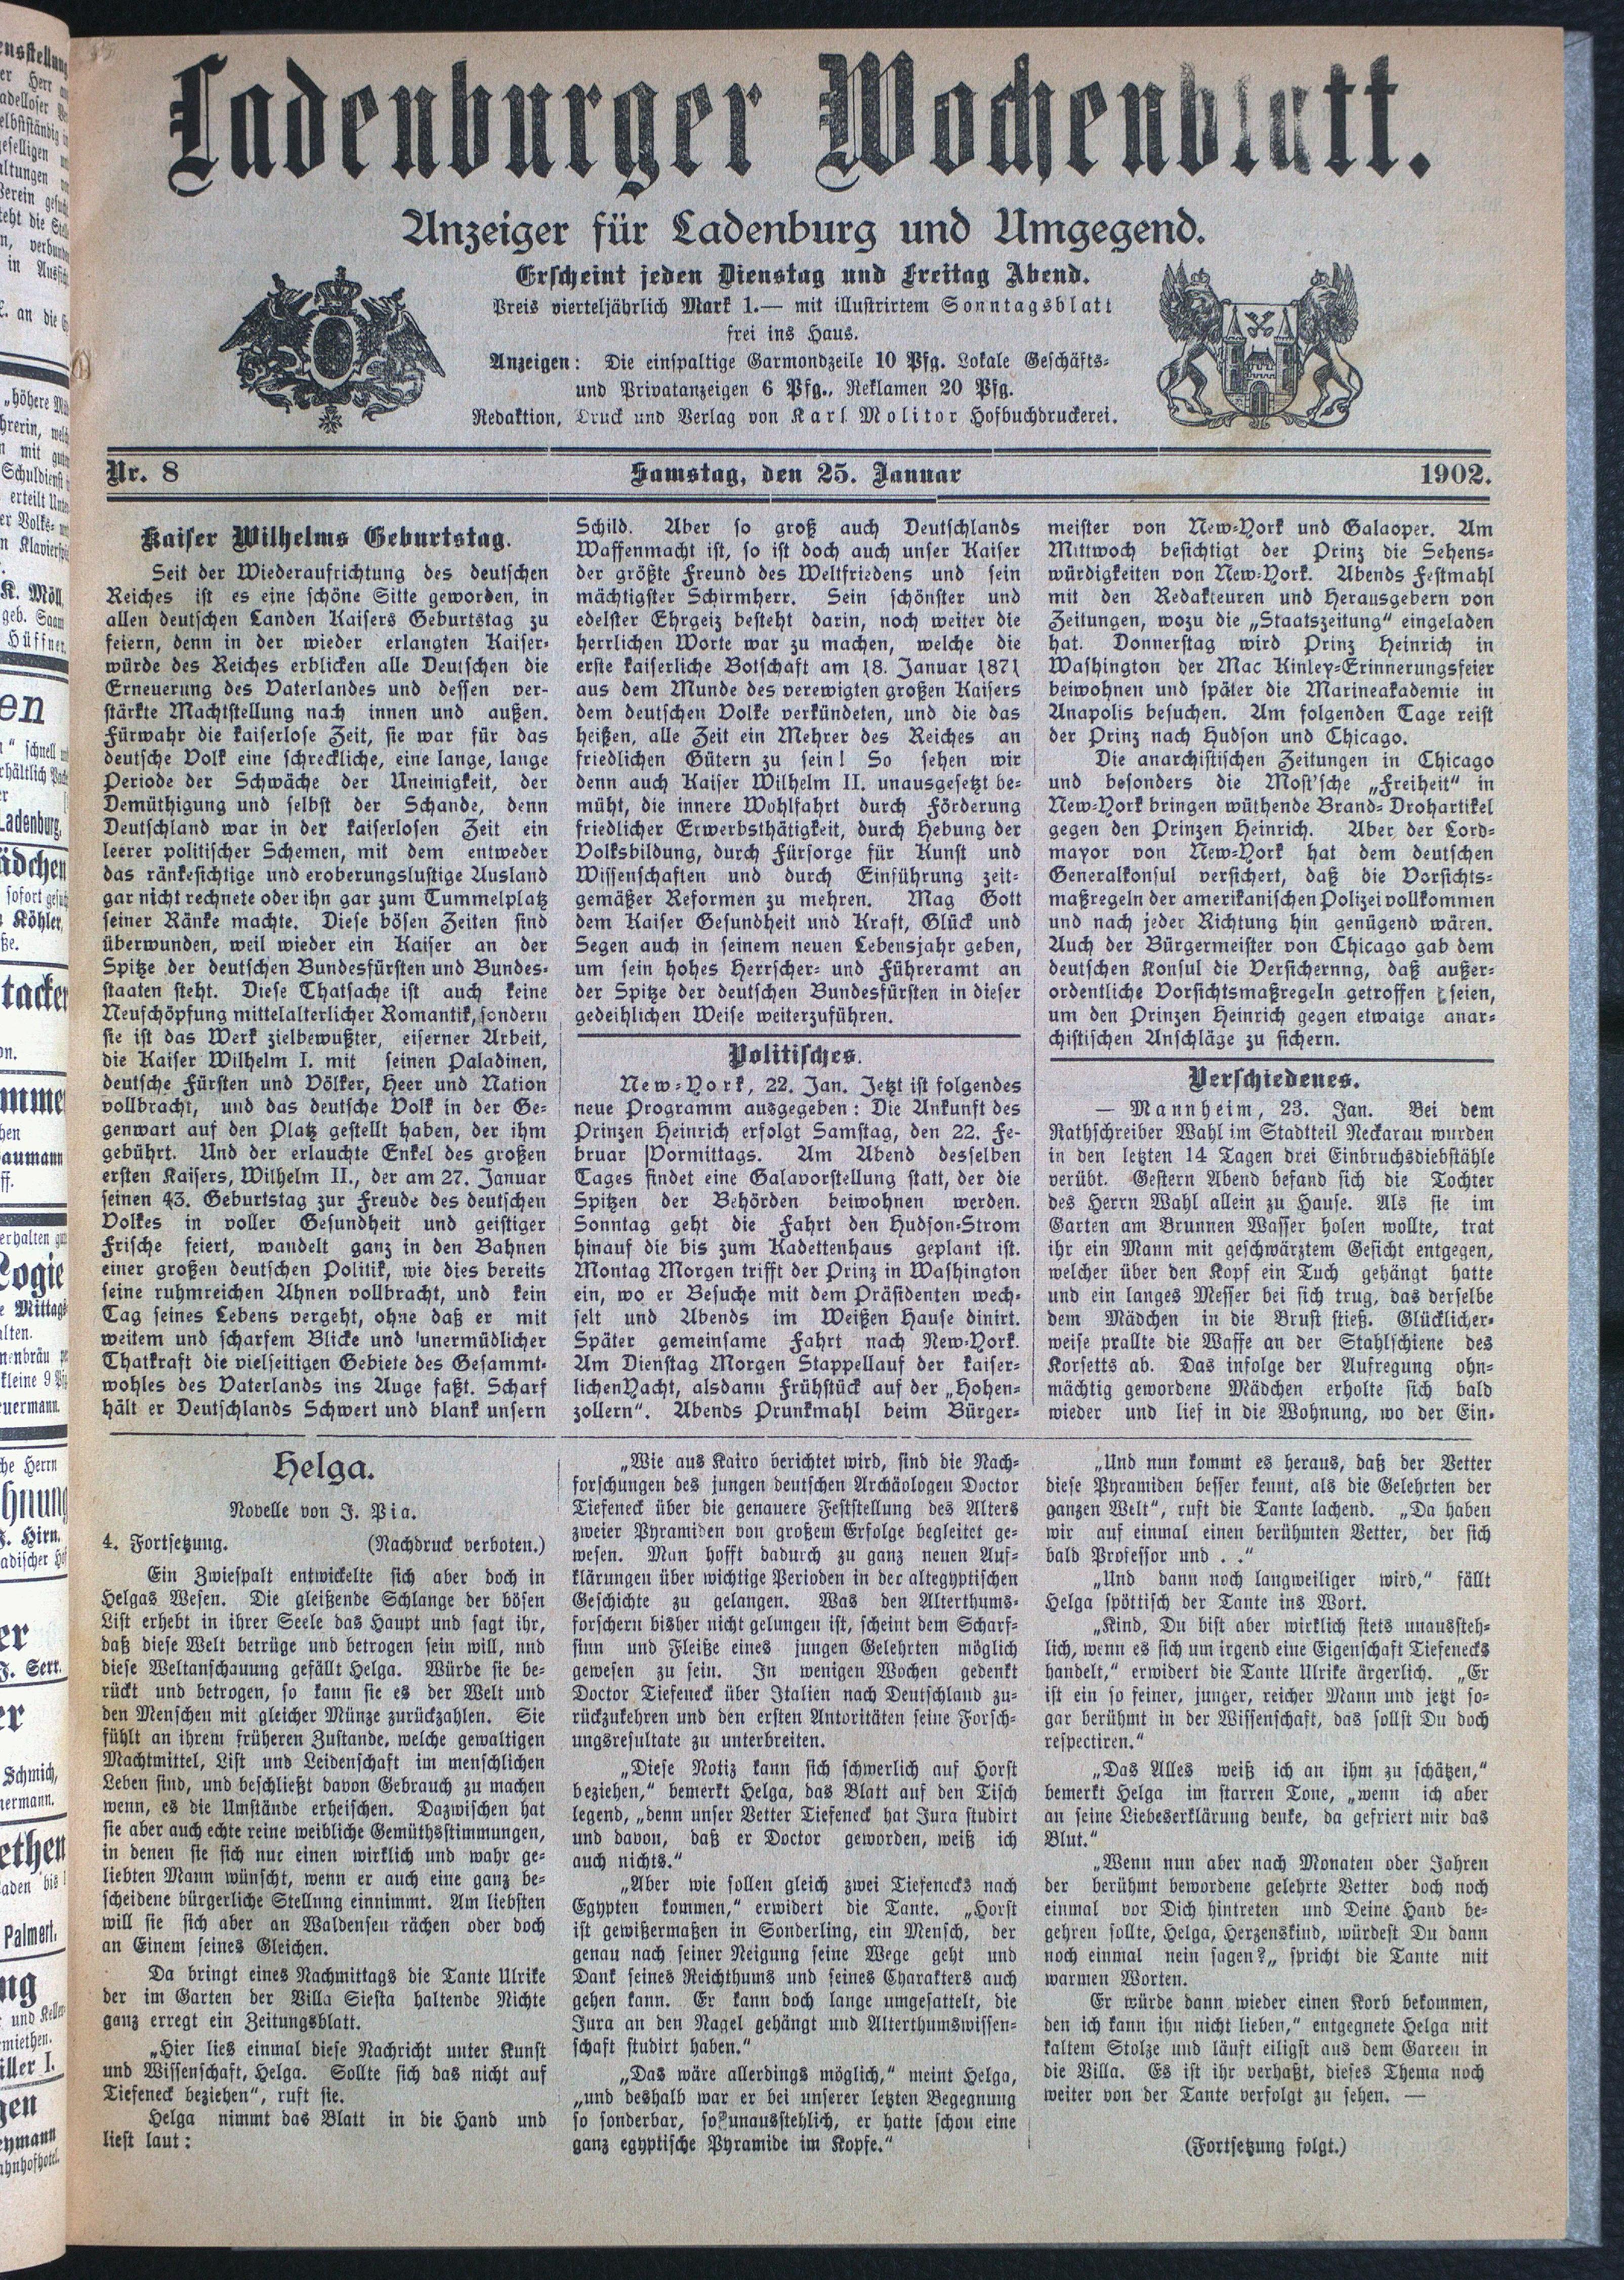 Ladenburger Wochenblatt.
Anzeiger für Ladenburg und Umgegend.
Erscheint jeden Dienstag und Freitag Abend.
Preis vierteljährlich Mark 1.— mit illustrirtem Sonntagsblatt
frei ins Haus.
Anzeigen: Die einspaltige Garmondzeile 10 Pfg. Lokale Geschäfts-
und Privatanzeigen 6 Pfg., Reklamen 20 Pfg.
Redaktion, Druck und Verlag von Karl Molitor Hofbuchdruckerei.
Nr. 8 Samstag, den 25. Januar 1902.
Kaiser Wilhelms Geburtstag.
Seit der Wiederaufrichtung des deutschen
Reiches ist es eine schöne Sitte geworden, in
allen deutschen Landen Kaisers Geburtstag zu
feiern, denn in der wieder erlangten Kaiser-
würde des Reiches erblicken alle Deutschen die
Erneuerung des Vaterlandes und dessen ver-
stärkte Machtstellung nach innen und außen.
Fürwahr die kaiserlose Zeit, sie war für das
deutsche Volk eine schreckliche, eine lange, lange
Periode der Schwäche der Uneinigkeit, der
Demüthigung und selbst der Schande, denn
Deutschland war in der kaiserlosen Zeit ein
leerer politischer Schemen, mit dem entweder
das ränkesichtige und eroberungslustige Ausland
gar nicht rechnete oder ihn gar zum Tummelplatz
seiner Ränke machte. Diese bösen Zeiten sind
überwunden, weil wieder ein Kaiser an der
Spitze der deutschen Bundesfürsten und Bundes-
staaten steht. Diese Thatsache ist auch keine
Neuschöpfung mittelalterlicher Romantik, sondern
sie ist das Werk zielbewußter, eiserner Arbeit,
die Kaiser Wilhelm I. mit seinen Paladinen,
deutsche Fürsten und Völker, Heer und Nation
vollbracht, und das deutsche Volk in der Ge-
genwart auf den Platz gestellt haben, der ihm
gebührt. Und der erlauchte Enkel des großen
ersten Kaisers, Wilhelm II., der am 27. Januar
seinen 43. Geburtstag zur Freude des deutschen
Volkes in voller Gesundheit und geistiger
Frische feiert, wandelt ganz in den Bahnen
einer großen deutschen Politik, wie dies bereits
seine ruhmreichen Ahnen vollbracht, und kein
Tag seines Lebens vergeht, ohne daß er mit
weitem und scharfem Blicke und unermüdlicher
Thatkraft die vielseitigen Gebiete des Gesammt-
wohles des Vaterlands ins Auge faßt. Scharf
hält er Deutschlands Schwert und blank unsern
Schild. Aber so groß auch Deutschlands
Waffenmacht ist, so ist doch auch unser Kaiser
der größte Freund des Weltfriedens und sein
mächtigster Schirmherr. Sein schönster und
edelster Ehrgeiz besteht darin, noch weiter die
herrlichen Worte war zu machen, welche die
erste kaiserliche Botschaft am 18. Januar 1871
aus dem Munde des verewigten großen Kaisers
dem deutschen Volke verkündeten, und die das
heißen, alle Zeit ein Mehrer des Reiches an
friedlichen Gütern zu sein! So sehen wir
denn auch Kaiser Wilhelm II. unausgesetzt be-
müht, die innere Wohlfahrt durch Förderung
friedlicher Erwerbsthätigkeit, durch Hebung der
Volksbildung, durch Fürsorge für Kunst und
Wissenschaften und durch Einführung zeit-
gemäßer Reformen zu mehren. Mag Gott
dem Kaiser Gesundheit und Kraft, Glück und
Segen auch in seinem neuen Lebensjahr geben,
um sein hohes Herrscher- und Führeramt an
der Spitze der deutschen Bundesfürsten in dieser
gedeihlichen Weise weiterzuführen.
Politisches.
New-York, 22. Jan. Jetzt ist folgendes
neue Programm ausgegeben: Die Ankunft des
Prinzen Heinrich erfolgt Samstag, den 22. Fe-
bruar Vormittags. Am Abend desselben
Tages findet eine Galavorstellung statt, der die
Spitzen der Behörden beiwohnen werden.
Sonntag geht die Fahrt den Hudson-Strom
hinauf die bis zum Kadettenhaus geplant ist.
Montag Morgen trifft der Prinz in Washington
ein, wo er Besuche mit dem Präsidenten wech-
selt und Abends im Weißen Hause dinirt.
Später gemeinsame Fahrt nach New-York.
Am Dienstag Morgen Stappellauf der kaiser-
lichen Yacht, alsdann Frühstück auf der „Hohen-
zollern“. Abends Prunkmahl beim Bürger-
meister von New-York und Galaoper. Am
Mittwoch besichtigt der Prinz die Sehens-
würdigkeiten von New-York. Abends Festmahl
mit den Redakteuren und Herausgebern von
Zeitungen, wozu die „Staatszeitung“ eingeladen
hat. Donnerstag wird Prinz Heinrich in
Washington der Mac Kinley-Erinnerungsfeier
beiwohnen und später die Marineakademie in
Anapolis besuchen. Am folgenden Tage reist
der Prinz nach Hudson und Chicago.
Die anarchistischen Zeitungen in Chicago
und besonders die Most'sche „Freiheit“ in
New-York bringen wüthende Brand- Drohartikel
gegen den Prinzen Heinrich. Aber der Lord-
mayor von New-York hat dem deutschen
Generalkonsul versichert, daß die Vorsichts-
maßregeln der amerikanischen Polizei vollkommen
und nach jeder Richtung hin genügend wären.
Auch der Bürgermeister von Chicago gab dem
deutschen Konsul die Versichernng, daß außer-
ordentliche Vorsichtsmaßregeln getroffen seien,
um den Prinzen Heinrich gegen etwaige anar-
chistischen Anschläge zu sichern.
Verschiedenes.
— Mannheim, 23. Jan. Bei dem
Rathschreiber Wahl im Stadtteil Neckarau wurden
in den letzten 14 Tagen drei Einbruchsdiebstähle
verübt. Gestern Abend befand sich die Tochter
des Herrn Wahl allein zu Hause. Als sie im
Garten am Brunnen Wasser holen wollte, trat
ihr ein Mann mit geschwärztem Gesicht entgegen,
welcher über den Kopf ein Tuch gehängt hatte
und ein langes Messer bei sich trug, das derselbe
dem Mädchen in die Brust stieß. Glücklicher-
weise prallte die Waffe an der Stahlschiene des
Korsetts ab. Das infolge der Aufregung ohn-
mächtig gewordene Mädchen erholte sich bald
wieder und lief in die Wohnung, wo der Ein-
Helga.
Novelle von J. Pia.
4. Fortsetzung. (Nachdruck verboten.)
Ein Zwiespalt entwickelte sich aber doch in
Helgas Wesen. Die gleißende Schlange der bösen
List erhebt in ihrer Seele das Haupt und sagt ihr,
daß diese Welt betrüge und betrogen sein will, nnd
diese Weltanschauung gefällt Helga. Würde sie be-
rückt und betrogen, so kann sie es der Welt und
den Menschen mit gleicher Münze zurückzahlen. Sie
fühlt an ihrem früheren Zustande, welche gewaltigen
Machtmittel, List und Leidenschaft im menschlichen
Leben sind, und beschließt davon Gebrauch zu machen
wenn, es die Umstände erheischen. Dazwischen hat
sie aber auch echte reine weibliche Gemüthsstimmungen,
in denen sie sich nur einen wirklich und wahr ge-
liebten Mann wünscht, wenn er auch eine ganz be-
scheidene bürgerliche Stellnng einnimmt. Am liebsten
will sie sich aber an Waldensen rächen oder doch
an Einem seines Gleichen.
Da bringt eines Nachmittags die Tante Ulrike
der im Garten der Villa Siesta haltende Nichte
ganz erregt ein Zeitungsblatt.
„Hier lies einmal diese Nachricht unter Kunst
und Wissenschaft, Helga. Sollte sich das nicht auf
Tiefeneck beziehen“, ruft sie.
Helga nimmt das Blatt in die Hand und
liest laut:
„Wie aus Kairo berichtet wird, sind die Nach-
forschungen des jungen deutschen Archäologen Doctor
Tiefeneck über die genauere Feststellung des Alters
zweier Pyramiden von großem Erfolge begleitet ge-
wesen. Man hofft dadurch zu ganz neuen Auf-
klärungen über wichtige Perioden in der altegyptischen
Geschichte zu gelangen. Was den Alterthums-
forschern bisher nicht gelungen ist, scheint dem Scharf-
sinn und Fleiße eines jungen Gelehrten möglich
gewesen zu sein. In wenigen Wochen gedenkt
Doctor Tiefeneck über Italien nach Deutschland zu-
rückzukehren und den ersten Antoritäten seine Forsch-
ungsresultate zu unterbreiten.
„Diese Notiz kann sich schwerlich auf Horst
beziehen,“ bemerkt Helga, das Blatt auf den Tisch
legend, „denn unser Vetter Tiefeneck hat Jura studirt
und davon, daß er Doctor geworden, weiß ich
auch nichts.“
„Aber wie sollen gleich zwei Tiefenecks nach
Egypten kommen,“ erwidert die Tante. „Horst
ist gewißermaßen in Sonderling, ein Mensch, der
genau nach seiner Neigung seine Wege geht und
Dank seines Reichthums und seines Charakters auch
gehen kann. Er kann doch lange umgesattelt, die
Jura an den Nagel gehängt und Alterthumswissen-
schaft studirt haben.“
„Das wäre allerdings möglich,“ meint Helga,
„und deshalb war er bei unserer letzten Begegnung
so sonderbar, so unausstehlich, er hatte schon eine
ganz egyptische Pyramide im Kopfe.“
„Und nun kommt es heraus, daß der Vetter
diese Pyramiden besser kennt, als die Gelehrten der
ganzen Welt“, ruft die Tante lachend. „Da haben
wir auf einmal einen berühmten Vetter, der sich
bald Professor und . .“
„Und dann noch langweiliger wird,“ fällt
Helga spöttisch der Tante ins Wort.
„Kind, Du bist aber wirklich stets unaussteh-
lich, wenn es sich um irgend eine Eigenschaft Tiefenecks
handelt,“ erwidert die Tante Ulrike ärgerlich. „Er
ist ein so feiner, junger, reicher Mann und jetzt so-
gar berühmt in der Wissenschaft, das sollst Du doch
respectiren.“
„Das Alles weiß ich an ihm zu schätzen,“
bemerkt Helga im starren Tone, „wenn ich aber
an seine Liebeserklärung denke, da gefriert mir das
Blut.“
„Wenn nun aber nach Monaten oder Jahren
der berühmt bewordene gelehrte Vetter doch noch
einmal vor Dich hintreten und Deine Hand be-
gehren sollte, Helga, Herzenskind, würdest Du dann
noch einmal nein sagen?„ spricht die Tante mit
warmen Worten.
Er würde dann wieder einen Korb bekommen,
den ich kann ihn nicht lieben,“ entgegnete Helga mit
kaltem Stolze und läuft eiligst aus dem Gareen in
die Villa. Es ist ihr verhaßt, dieses Thema noch
weiter von der Tante verfolgt zu sehen. —
(Fortsetzung folgt.)